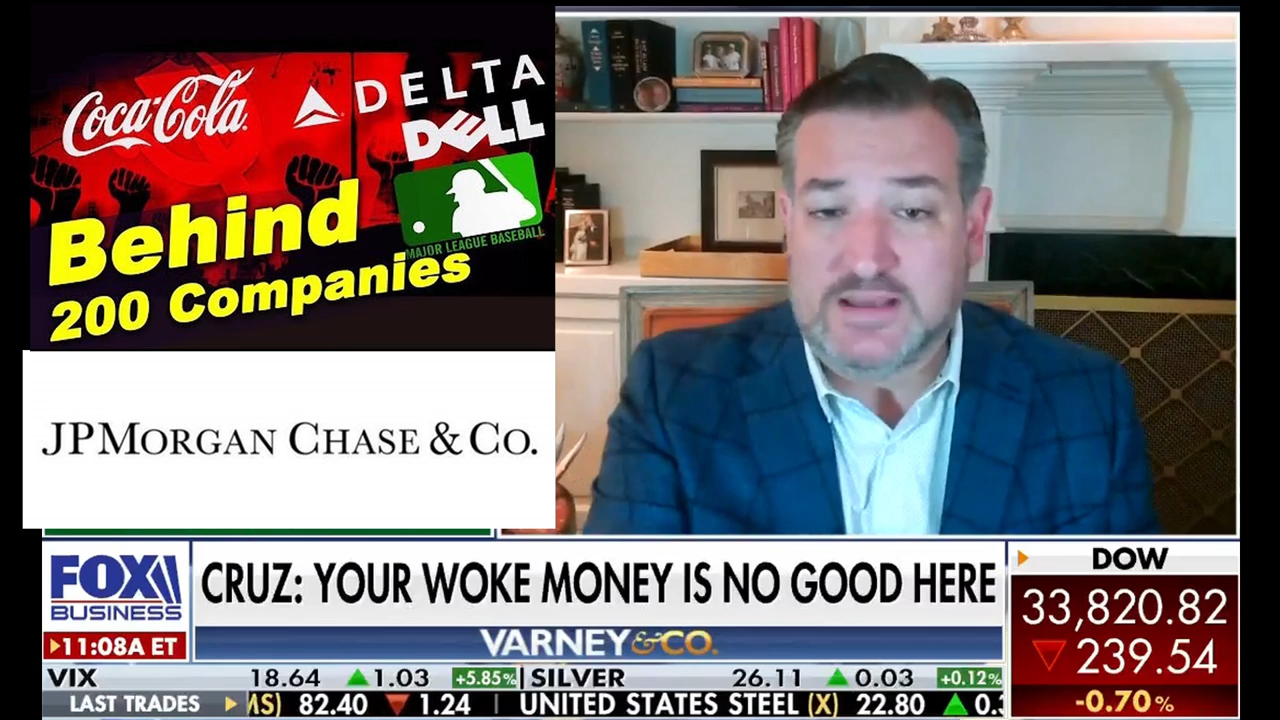 Coca-Cola
DELTA
DELL
Behind
200 Companies
MAJOR LEAGUE BASEBALL
JPMORGAN CHASE & CO.
FOX
BUSINESS
11:08A ET
CRUZ: YOUR WOKE MONEY IS NO GOOD HERE
VARNEY & CO.
DOW
33,820.82
239.54
-0.70%
VIX 18.64 1.03 +5.85% SILVER 26.11 0.03 +0.12%
LAST TRADES MS) 82.40 1.24 UNITED STATES STEEL (X) 22.80